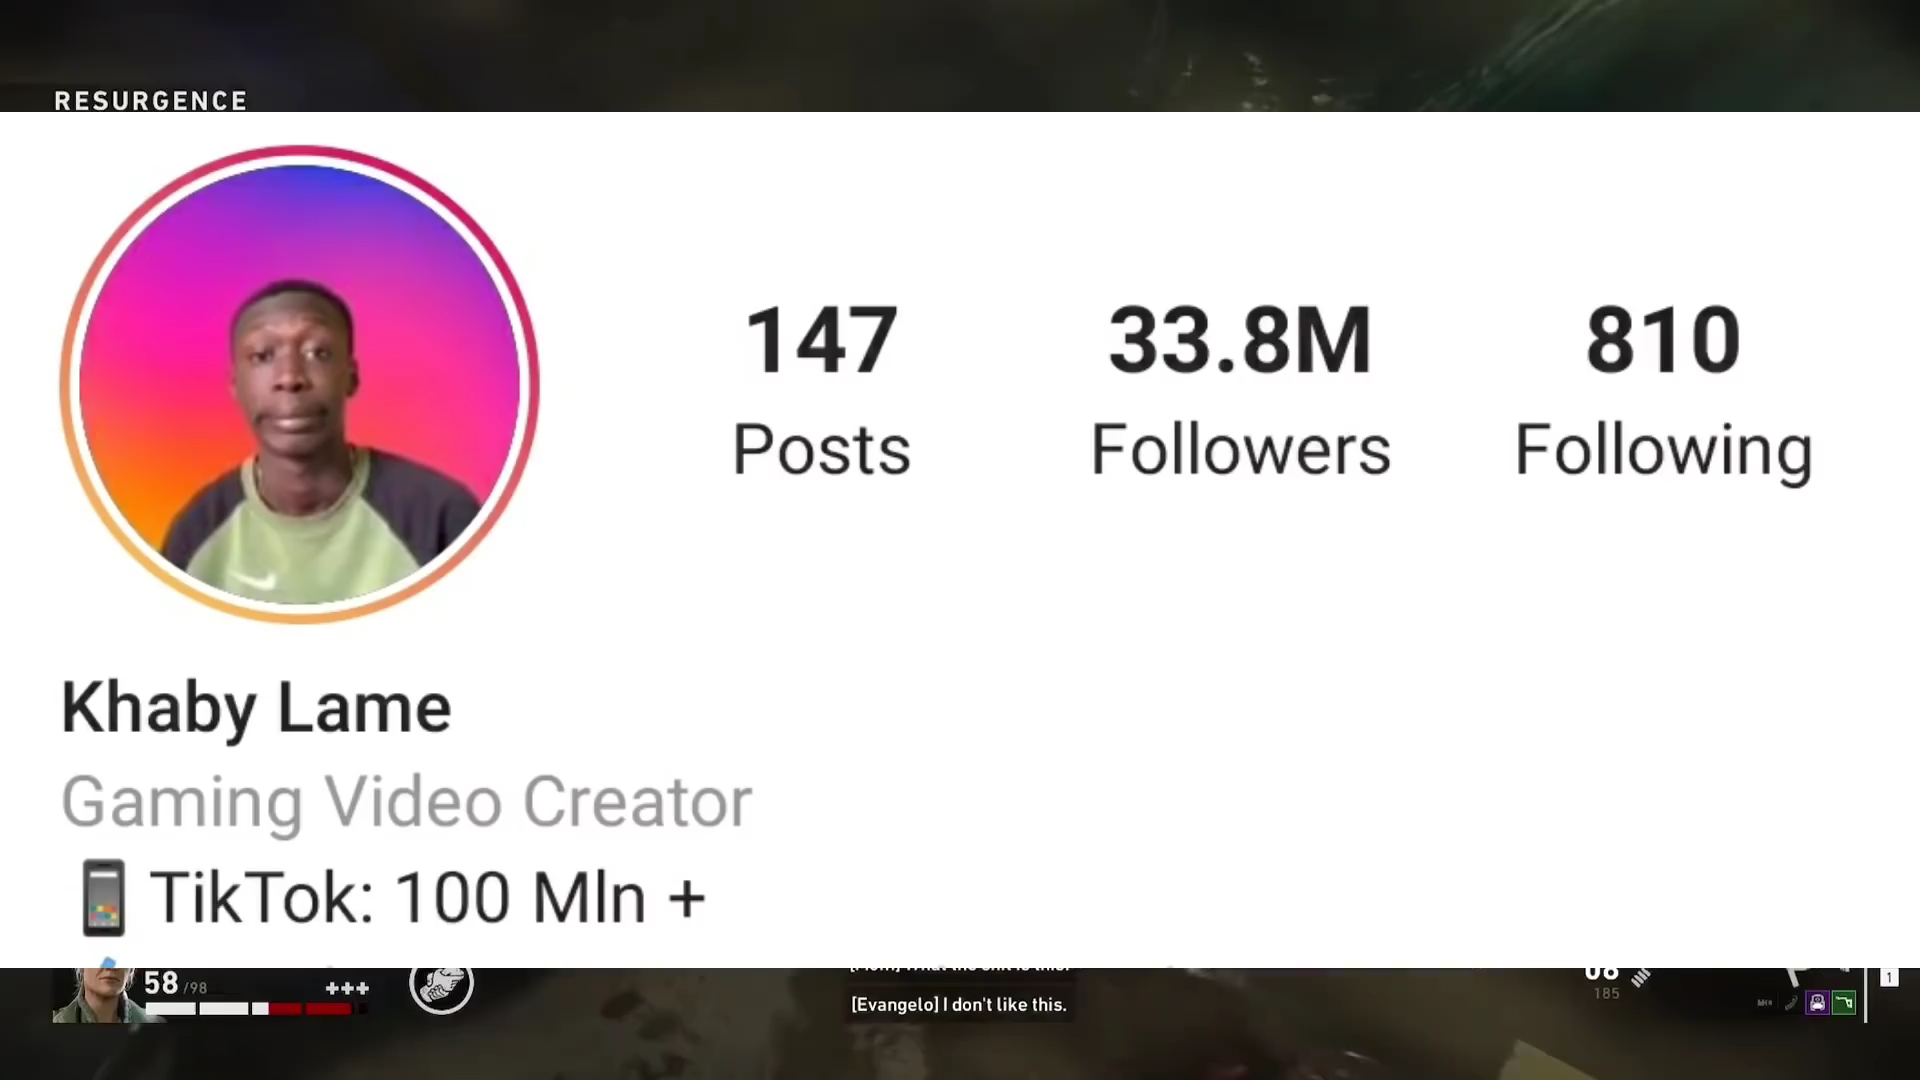 RESURGENCE
147
Posts
33.8M
Followers
810
Following
Khaby Lame
Gaming Video Creator
TikTok: 100 Mln +
58 /98
+++
[Evangelo] I don't like this.
185
1